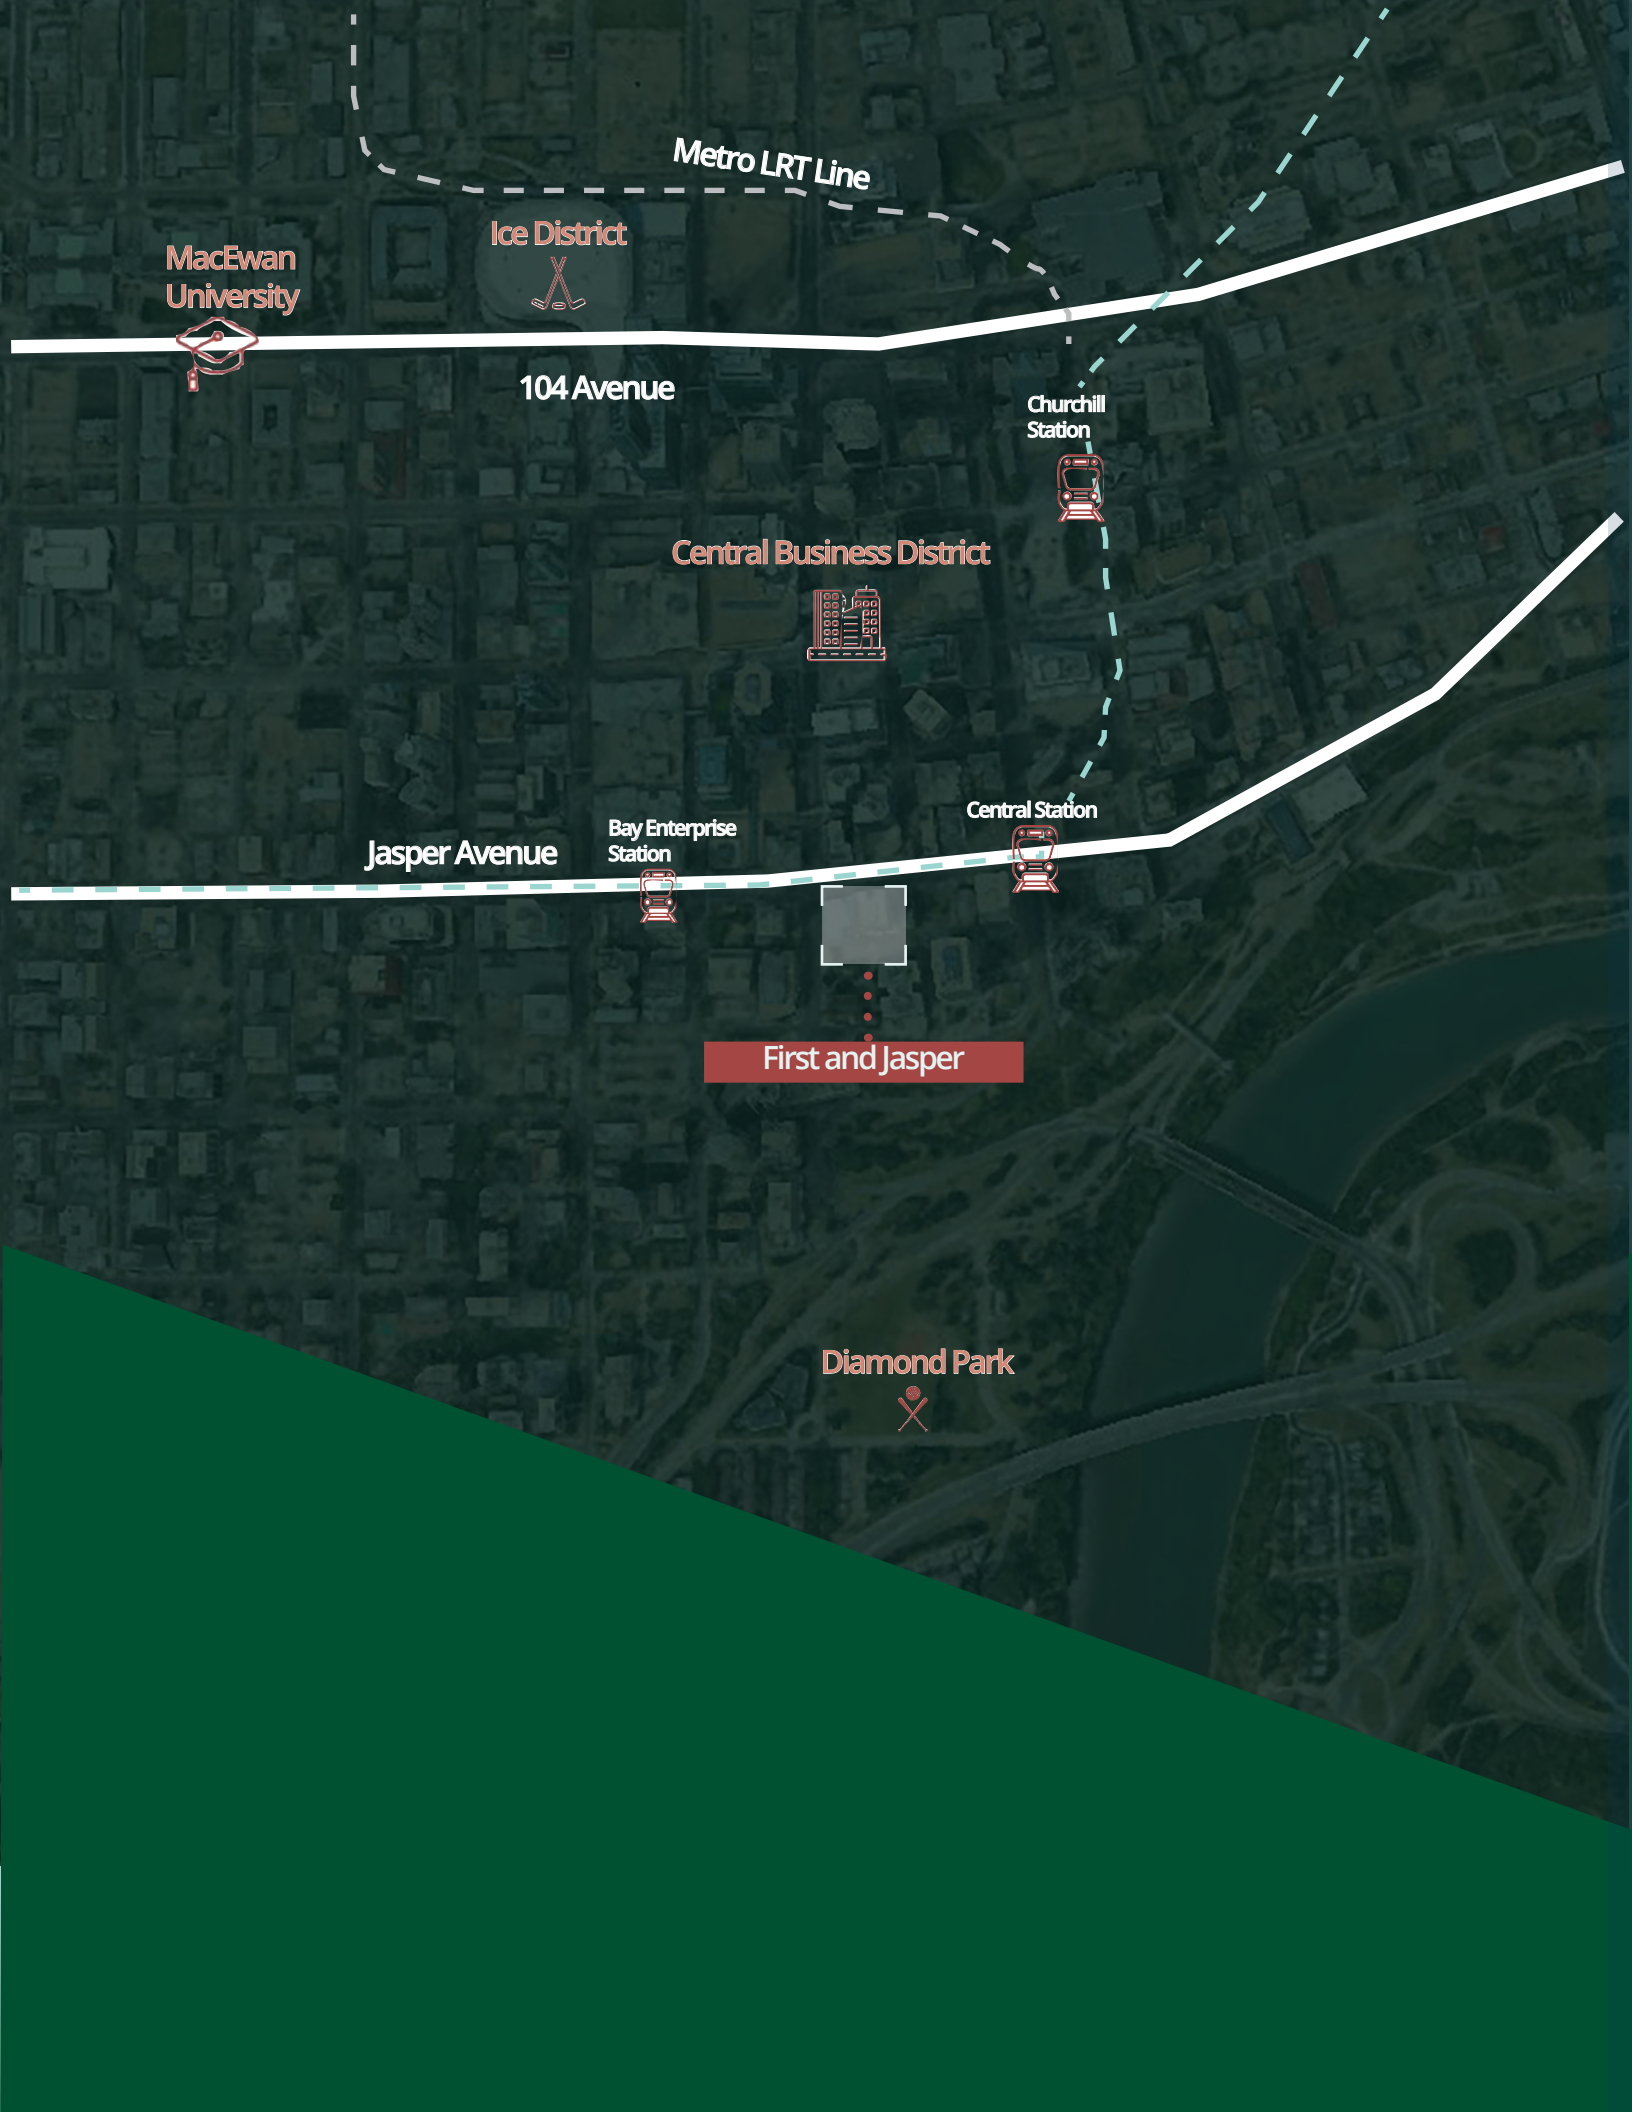 Metro LRT Line
Ice District
MacEwan
University
104 Avenue
Churchill
Station
Central Business District
Central Station
Bay Enterprise
Station
Jasper Avenue
First and Jasper
Diamond Park